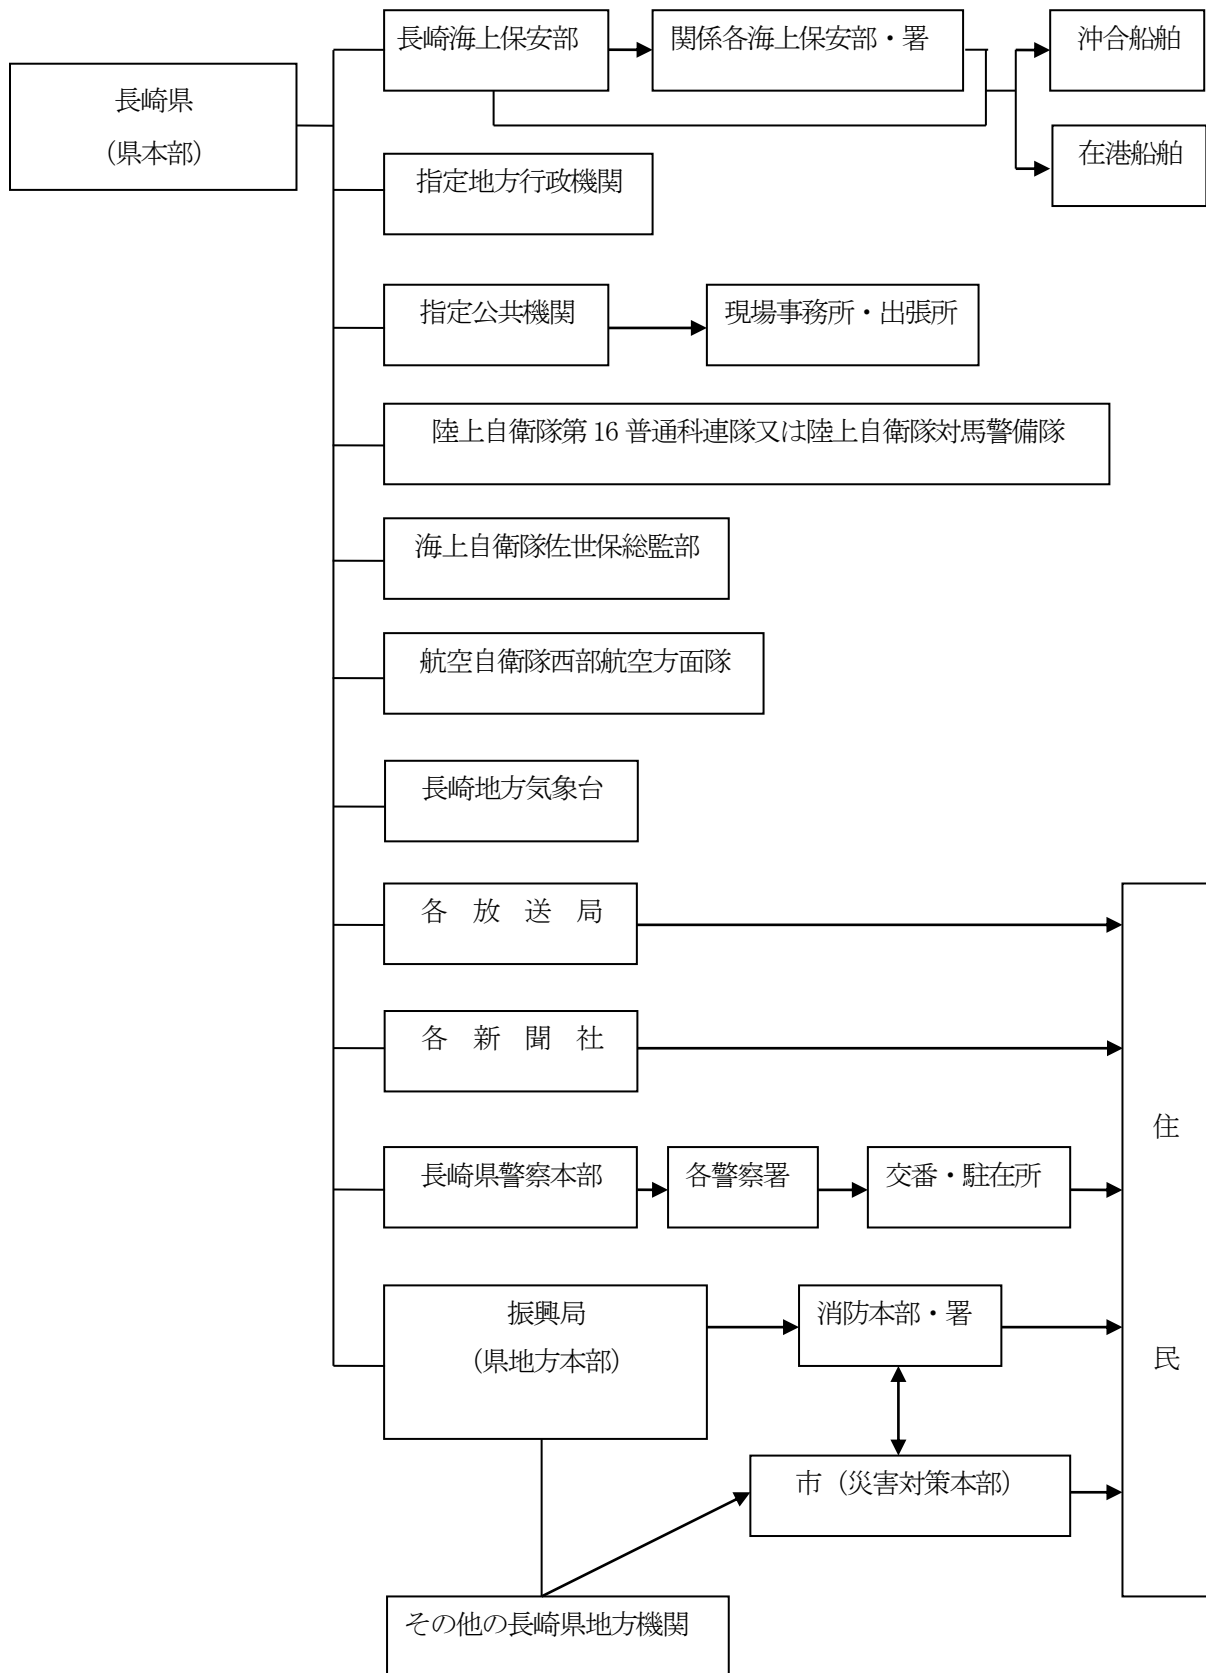 長崎県
（県本部）
長崎海上保安部
関係各海上保安部・署
沖合船舶
在港船舶
指定地方行政機関
指定公共機関
現場事務所・出張所
陸上自衛隊第 16 普通科連隊又は陸上自衛隊対馬警備隊
海上自衛隊佐世保総監部
航空自衛隊西部航空方面隊
長崎地方気象台
各　放　送　局
各　新　聞　社
長崎県警察本部
各警察署
交番・駐在所
振興局
（県地方本部）
消防本部・署
市（災害対策本部）
その他の長崎県地方機関
住
民